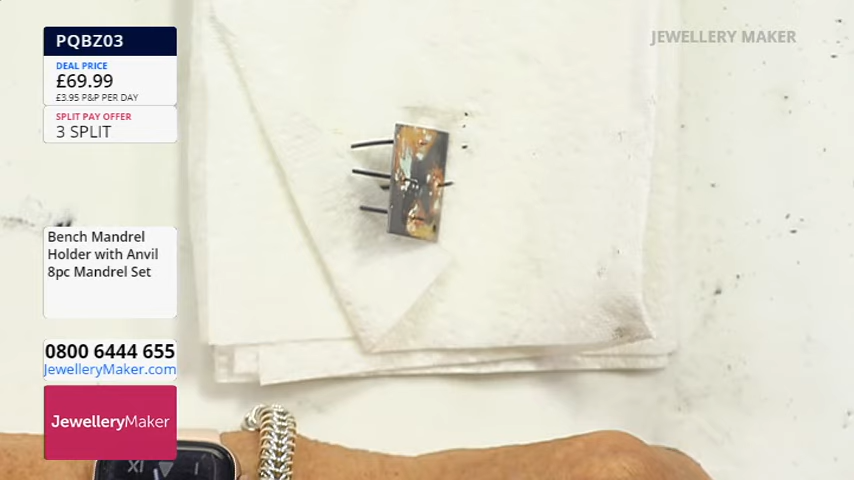 PQBZ03
DEAL PRICE
£69.99
£3.95 P&P PER DAY
SPLIT PAY OFFER
3 SPLIT
Bench Mandrel
Holder with Anvil
8pc Mandrel Set
0800 6444 655
JewelleryMaker.com
JewelleryMaker
JEWELLERY MAKER
XI I